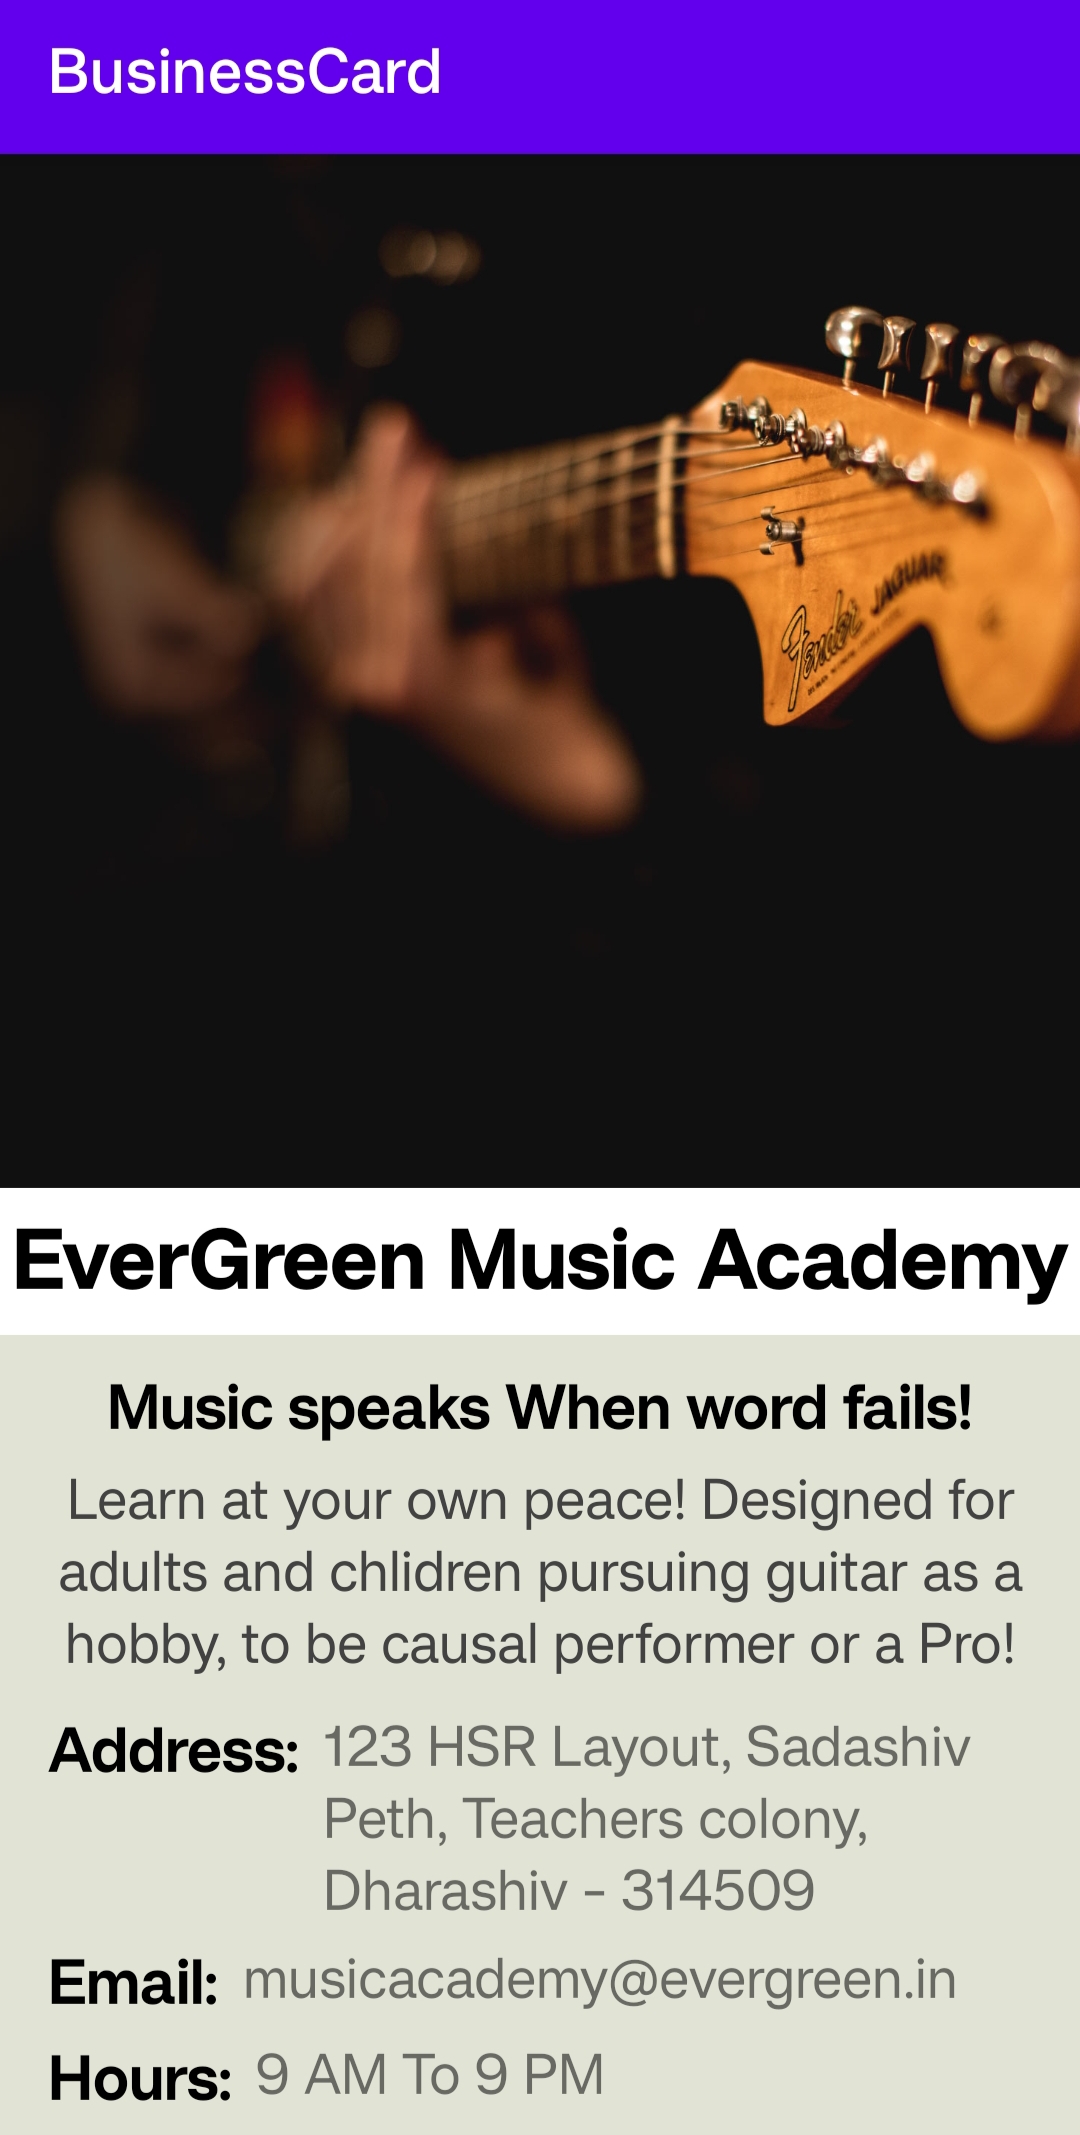 BusinessCard
Fender JAGUAR
EverGreen Music Academy
Music speaks When word fails!
Learn at your own peace! Designed for
adults and chlidren pursuing guitar as a
hobby, to be causal performer or a Pro!
Address: 123 HSR Layout, Sadashiv
Peth, Teachers colony,
Dharashiv - 314509
Email: musicacademy@evergreen.in
Hours: 9 AM To 9 PM